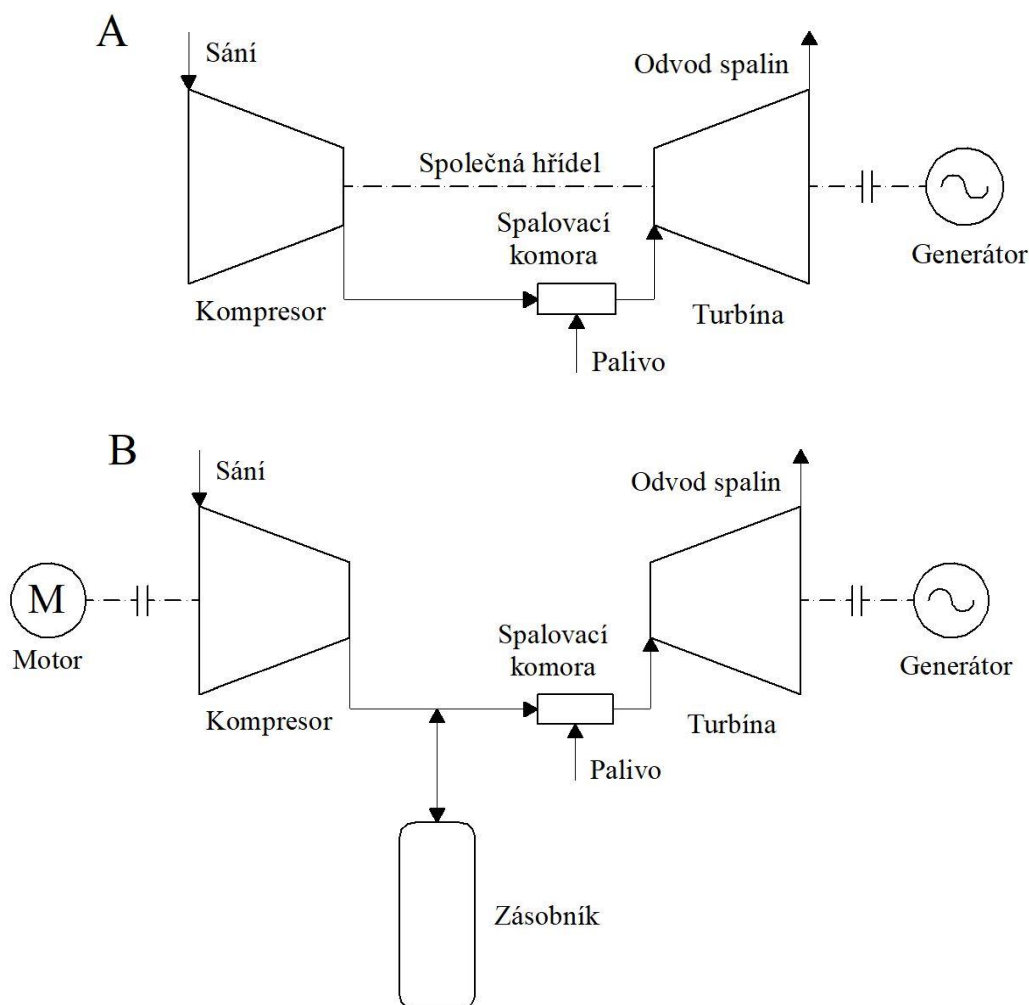 A
Sání
Odvod spalin
Společná hřídel
Spalovací
komora
Generátor
Kompresor
Turbína
Palivo
B
Sání
Odvod spalin
M
Spalovací
komora
Motor
Generátor
Kompresor
Turbína
Palivo
Zásobník